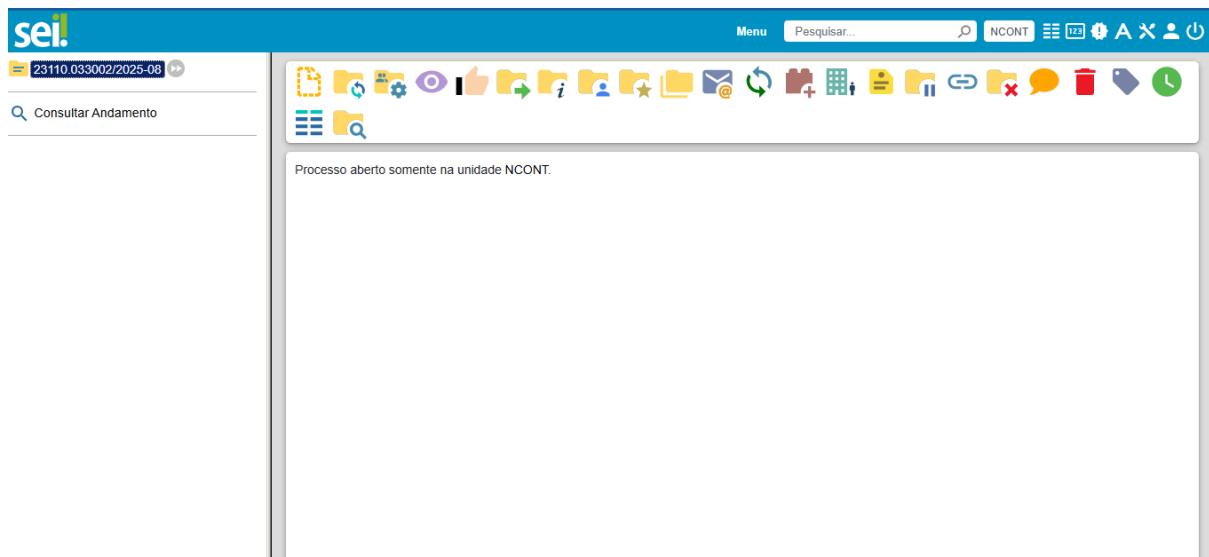 sei!
Menu
Pesquisar...
NCONT
123
A
23110.033002/2025-08
Consultar Andamento
i
@
Processo aberto somente na unidade NCONT.